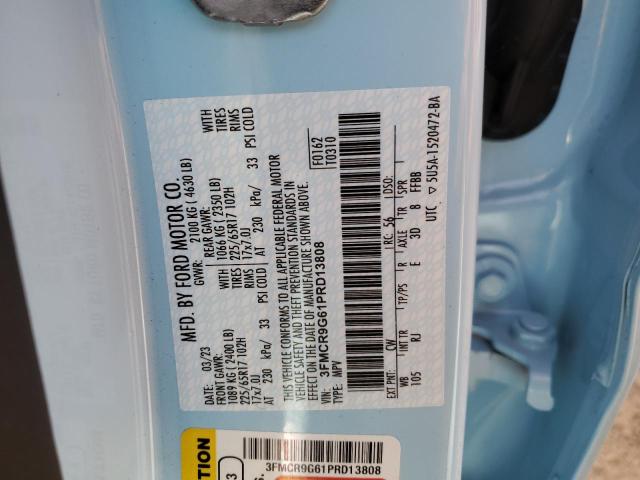 MFD. BY FORD MOTOR CO.
03/23
GVWR: 2100 KG ( 4630 LB)
FRONT GAWR: REAR GAWR:
1089 KG ( 2400 LB) 1066 KG ( 2350 LB) WITH
225/65R17 102H 225/65R17 102H TIRES
17x7.0J 17x7.0J RIMS
AT 230 kPa/ 33 PSI COLD AT 230 kPa/ 33 PSI COLD
WITH
TIRES
RIMS
THIS VEHICLE CONFORMS TO ALL APPLICABLE FEDERAL MOTOR
VEHICLE SAFETY AND THEFT PREVENTION STANDARDS IN
EFFECT ON THE DATE OF MANUFACTURE SHOWN ABOVE.
VIN: 3FMCR9G61PRD13808
TYPE: MPV
F0162
T0310
EXT PNT: CW RC: 56 DSO:
WB INT TR TP/PS R AXLE TR SPR
105 RJ E 3D 8 FFBB
UTC ▽ 5U5A-1520472-BA
3FMCR9G61PRD13808